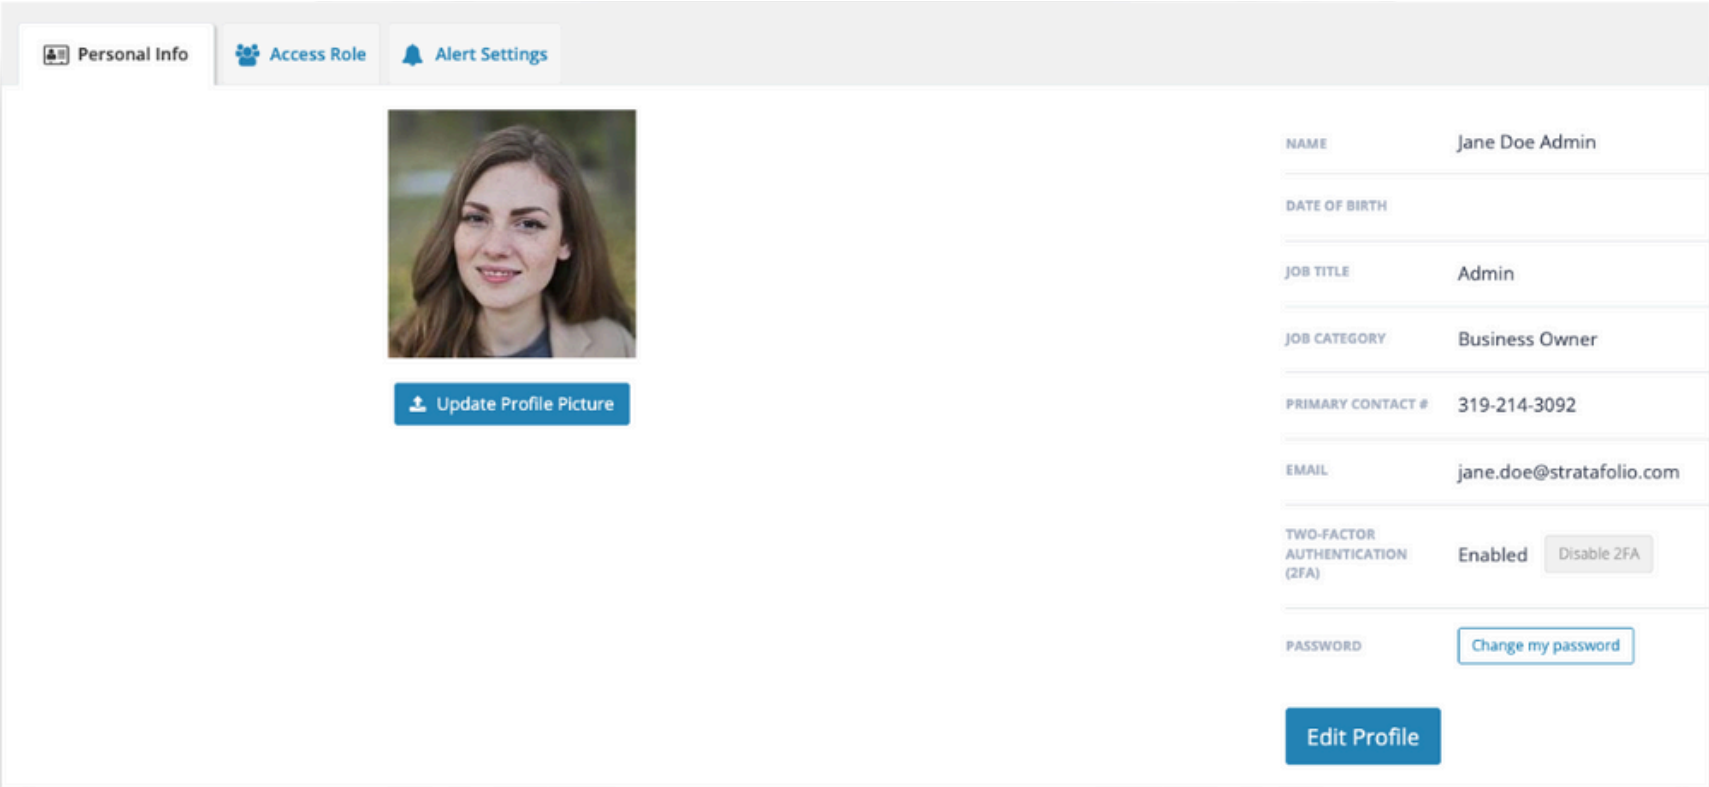 Personal Info
Access Role
Alert Settings
Update Profile Picture
NAME Jane Doe Admin
DATE OF BIRTH
JOB TITLE Admin
JOB CATEGORY Business Owner
PRIMARY CONTACT # 319-214-3092
EMAIL jane.doe@stratafolio.com
TWO-FACTOR
AUTHENTICATION
(2FA)
Enabled Disable 2FA
PASSWORD Change my password
Edit Profile